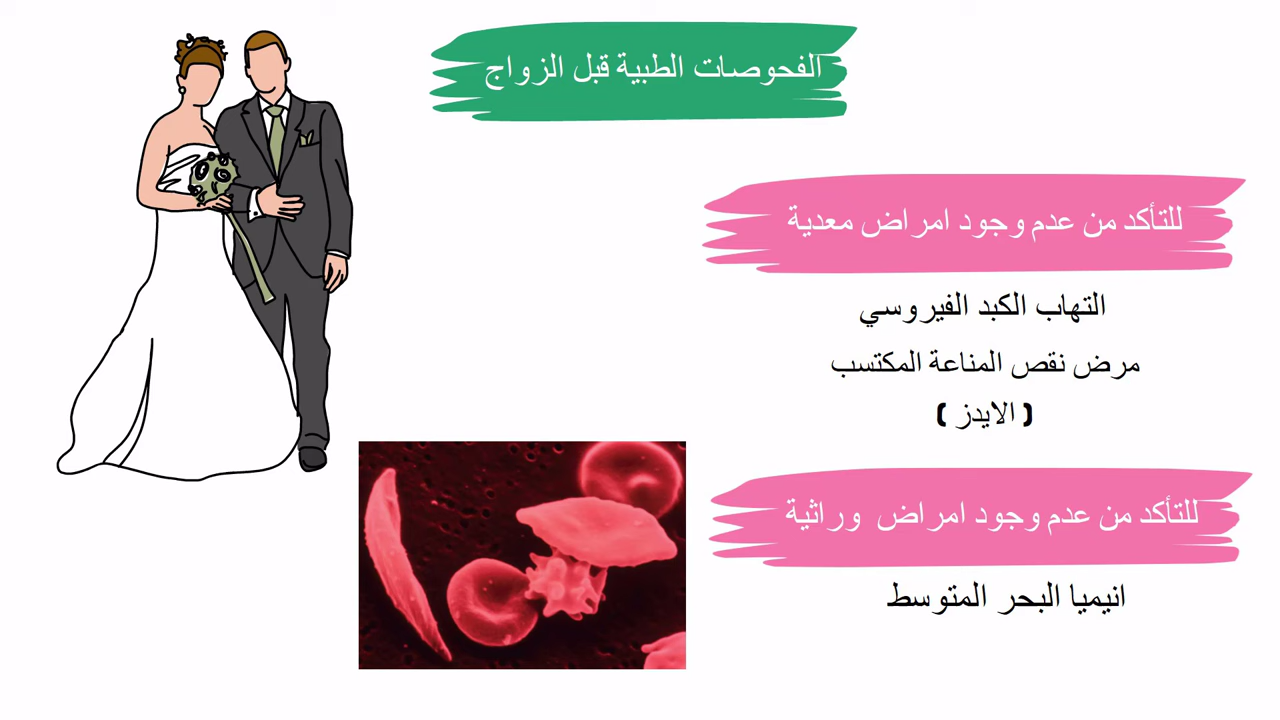 الفحوصات الطبية قبل الزواج
للتأكد من عدم وجود امراض معدية
التهاب الكبد الفيروسي
مرض نقص المناعة المكتسب
( الايدز )
للتأكد من عدم وجود امراض وراثية
انيميا البحر المتوسط